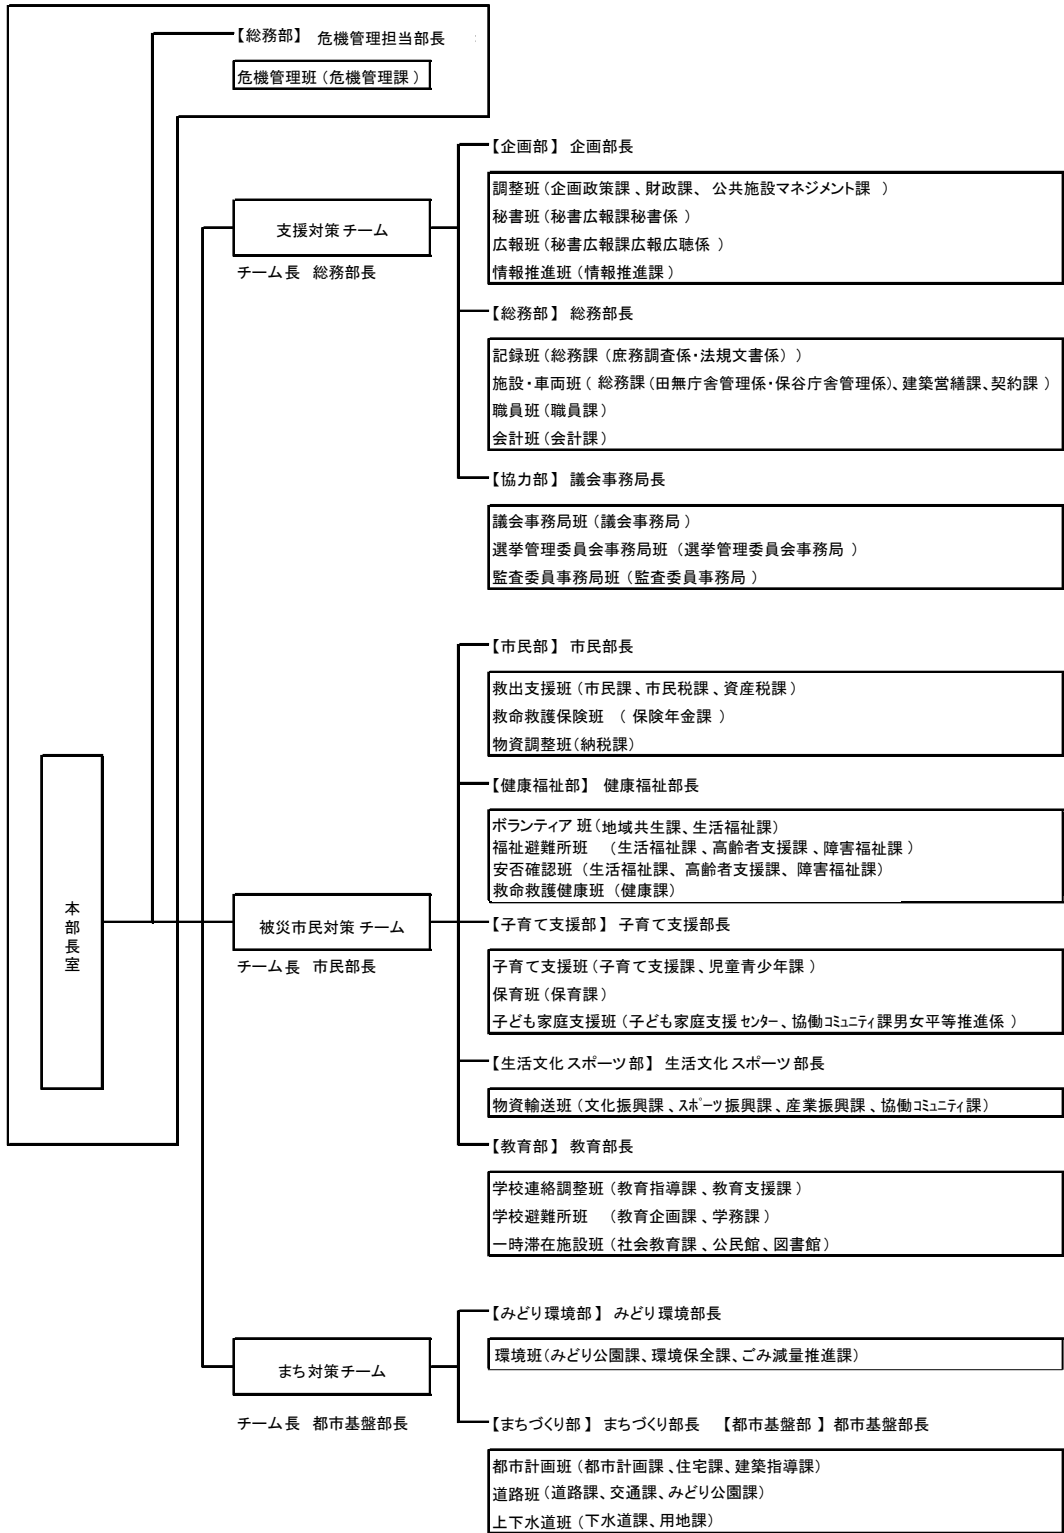 【総務部】 危機管理担当部長
危機管理班（危機管理課）
【企画部】 企画部長
調整班（企画政策課、財政課、公共施設マネジメント課）
秘書班（秘書広報課秘書係）
広報班（秘書広報課広報広聴係）
情報推進班（情報推進課）
支援対策チーム
チーム長 総務部長
【総務部】 総務部長
記録班（総務課（庶務調査係・法規文書係））
施設・車両班（総務課（田無庁舎管理係・保谷庁舎管理係）、建築営繕課、契約課）
職員班（職員課）
会計班（会計課）
【協力部】 議会事務局長
議会事務局班（議会事務局）
選挙管理委員会事務局班（選挙管理委員会事務局）
監査委員事務局班（監査委員事務局）
【市民部】 市民部長
救出支援班（市民課、市民税課、資産税課）
救命救護保険班（保険年金課）
物資調整班（納税課）
【健康福祉部】 健康福祉部長
ボランティア班（地域共生課、生活福祉課）
福祉避難所班（生活福祉課、高齢者支援課、障害福祉課）
安否確認班（生活福祉課、高齢者支援課、障害福祉課）
救命救護健康班（健康課）
本部長室
被災市民対策チーム
チーム長 市民部長
【子育て支援部】 子育て支援部長
子育て支援班（子育て支援課、児童青少年課）
保育班（保育課）
子ども家庭支援班（子ども家庭支援センター、協働コミュニティ課男女平等推進係）
【生活文化スポーツ部】 生活文化スポーツ部長
物資輸送班（文化振興課、スポーツ振興課、産業振興課、協働コミュニティ課）
【教育部】 教育部長
学校連絡調整班（教育指導課、教育支援課）
学校避難所班（教育企画課、学務課）
一時滞在施設班（社会教育課、公民館、図書館）
【みどり環境部】 みどり環境部長
環境班（みどり公園課、環境保全課、ごみ減量推進課）
まち対策チーム
チーム長 都市基盤部長
【まちづくり部】 まちづくり部長 【都市基盤部】 都市基盤部長
都市計画班（都市計画課、住宅課、建築指導課）
道路班（道路課、交通課、みどり公園課）
上下水道班（下水道課、用地課）